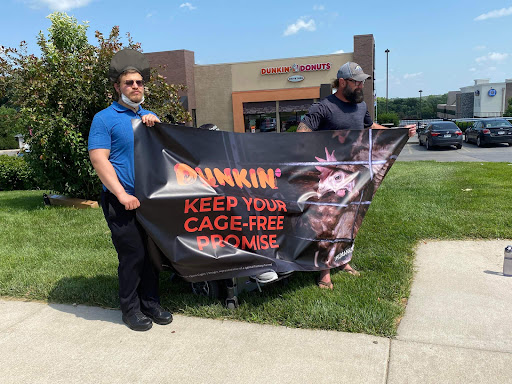 DUNKIN' DONUTS
DUNKIN'
KEEP YOUR
CAGE-FREE
PROMISE